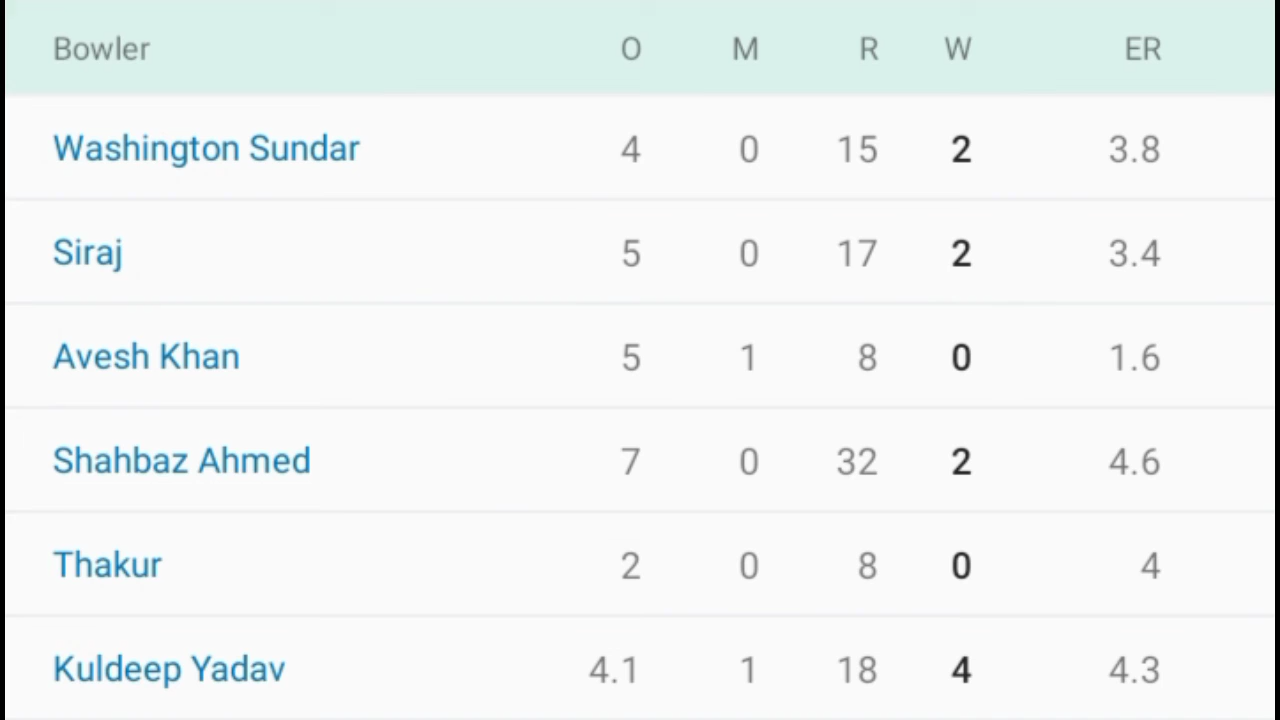 Bowler O M R W ER
Washington Sundar 4 0 15 2 3.8
Siraj 5 0 17 2 3.4
Avesh Khan 5 1 8 0 1.6
Shahbaz Ahmed 7 0 32 2 4.6
Thakur 2 0 8 0 4
Kuldeep Yadav 4.1 1 18 4 4.3